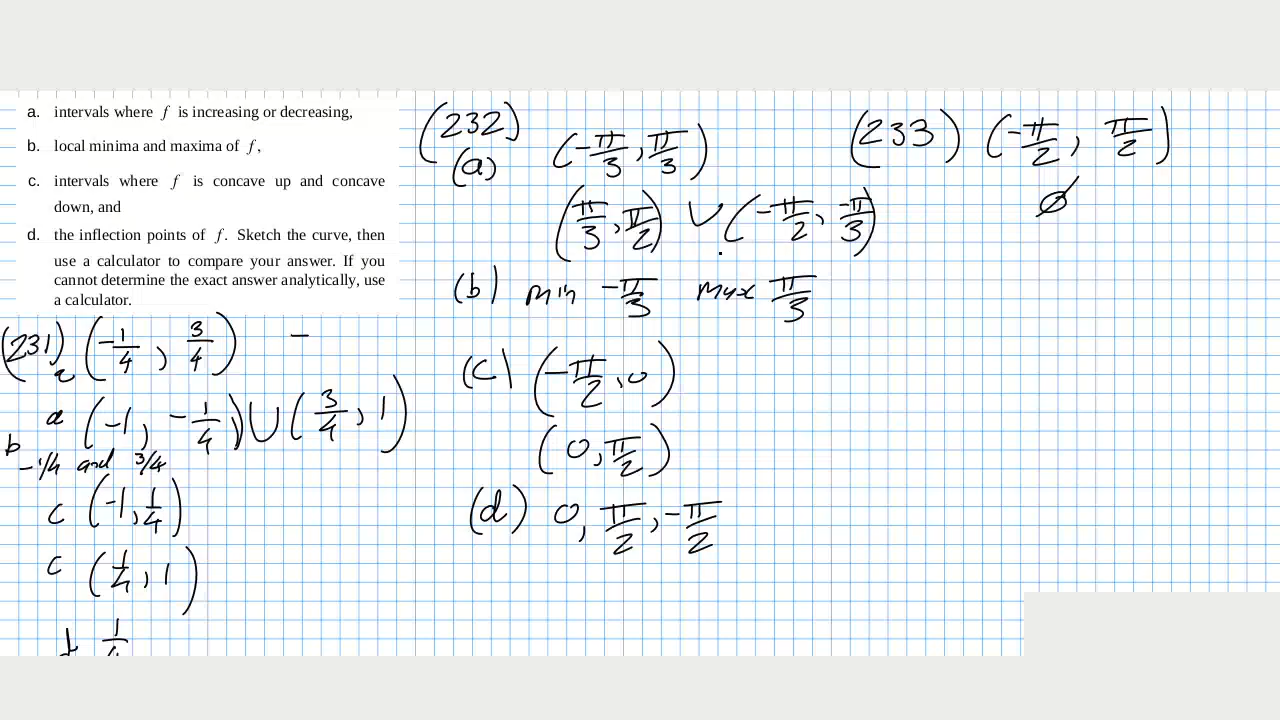 a. intervals where f is increasing or decreasing,
b. local minima and maxima of f,
c. intervals where f is concave up and concave
down, and
d. the inflection points of f. Sketch the curve, then
use a calculator to compare your answer. If you
cannot determine the exact answer analytically, use
a calculator.
(231) (-1/4, 3/4) –
a
a (-1, -1/4) ∪ (3/4, 1)
b
-1/4 and 3/4
c (-1, 1/4)
c (1/4, 1)
d 1/4
(232)
(a) (-π/3, π/3)
(π/3, π/2) ∪ (-π/2, -π/3)
(b) min -π/3 max π/3
(c) (-π/2, 0)
(0, π/2)
(d) 0, π/2, -π/2
(233) (-π/2, π/2)
∅